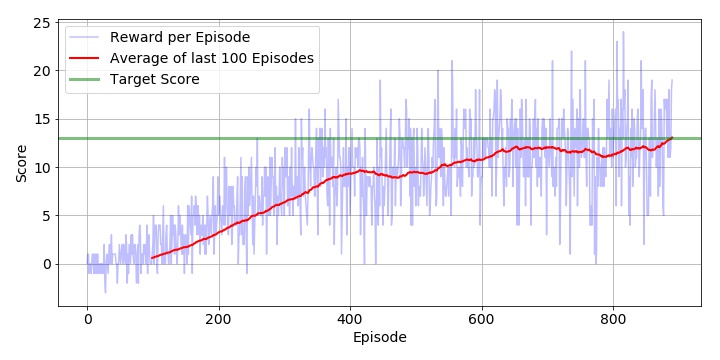 Reward per Episode
Average of last 100 Episodes
Target Score
Score
25
20
15
10
5
0
0
200
400
600
800
Episode